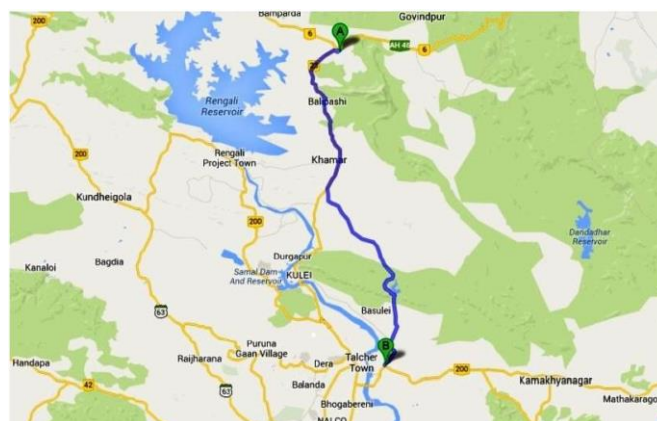 200
Bamparda
Govindpur
6
A
AH 46
6
Rengali
Reservoir
Balipashi
200
Rengali
Project Town
Khamar
Kundheigola
200
Dandadhar
Reservoir
Durgapur
Kanaloi
Bagdia
Samal Dam
And Reservoir
KULEI
63
Basulei
Puruna
Gaan Village
B
Handapa
Raijharana
Dera
Talcher
Town
200
42
Balanda
Kamakhyanagar
63
Mathakarago
Bhogabereni
NALCO